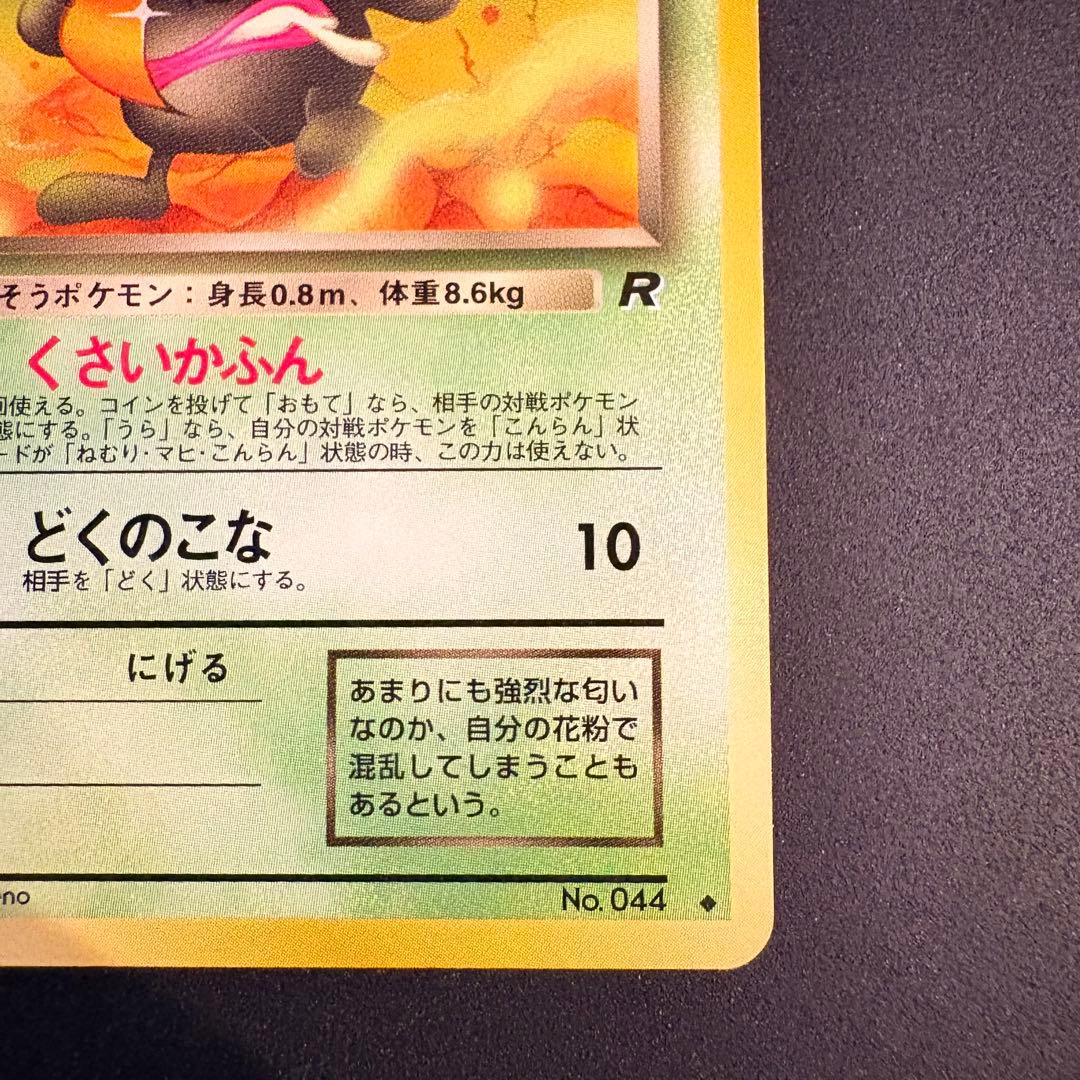 そうポケモン：身長0.8m、体重8.6kg
R
くさいかふん
回使える。コインを投げて「おもて」なら、相手の対戦ポケモン
態にする。「うら」なら、自分の対戦ポケモンを「こんらん」状
ードが「ねむり・マヒ・こんらん」状態の時、この力は使えない。
どくのこな
10
相手を「どく」状態にする。
にげる
あまりにも強烈な匂い
なのか、自分の花粉で
混乱してしまうことも
あるという。
no
No. 044 ◆